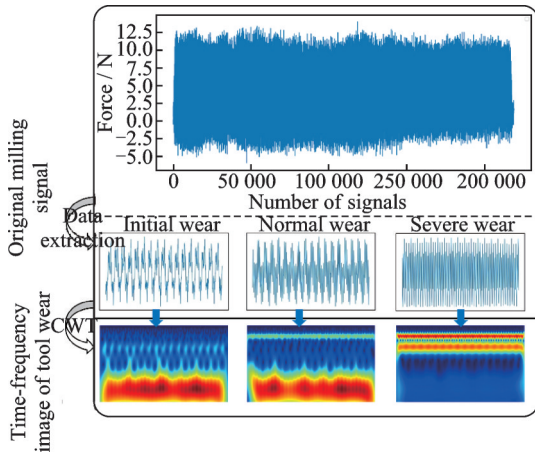 12.5
10.0
7.5
5.0
2.5
0.0
−2.5
−5.0
Force / N
0
50 000
100 000
150 000
200 000
Number of signals
Original milling
signal
Data
extraction
Initial wear
Normal wear
Severe wear
CWT
Time-frequency
image of tool wear